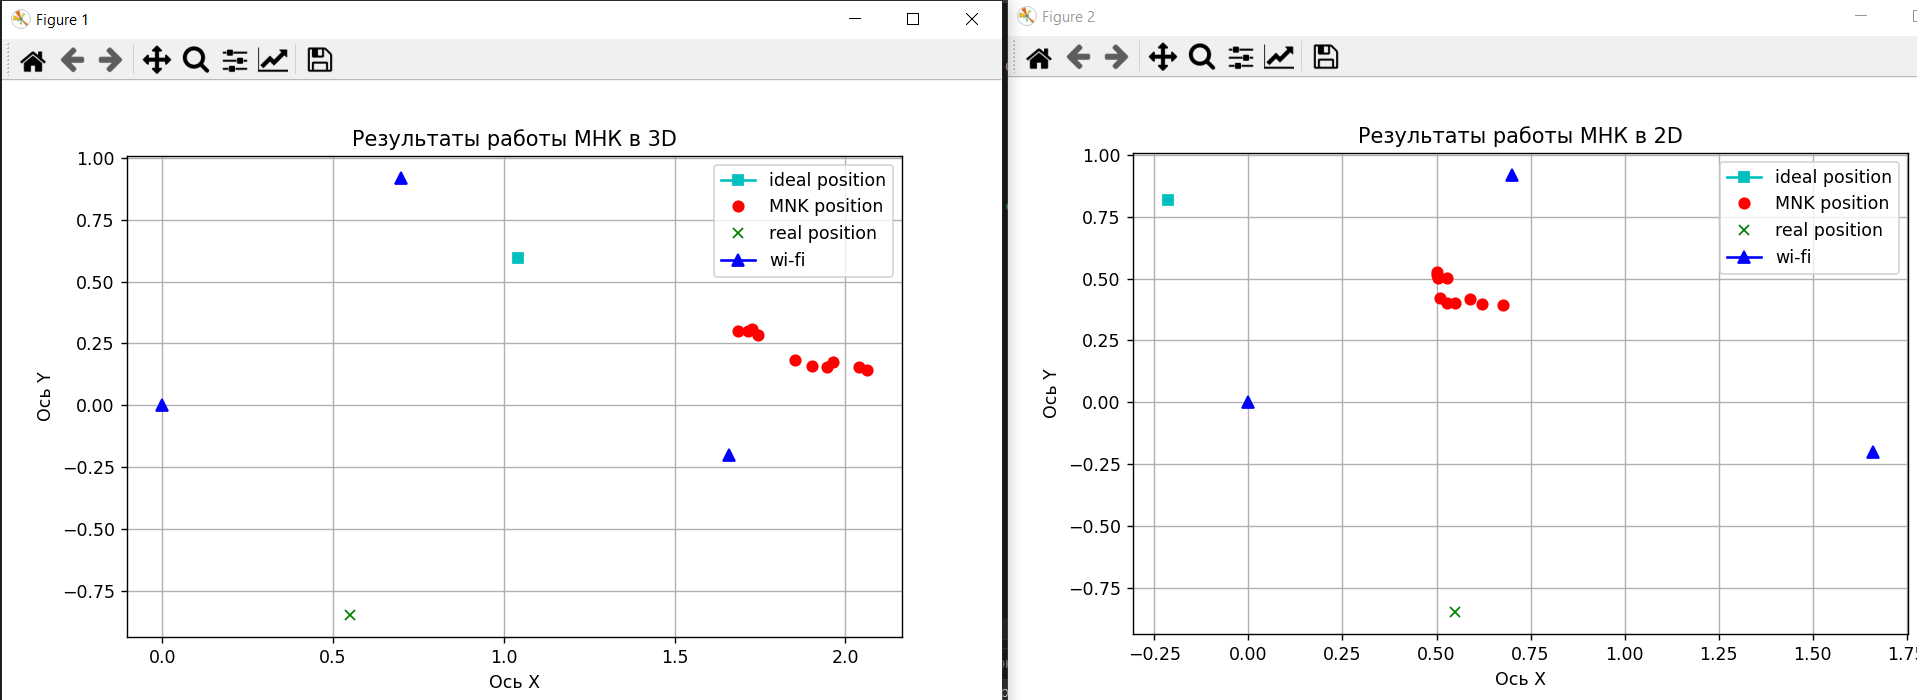 Figure 1
Результаты работы МНК в 3D
ideal position
MNK position
real position
wi-fi
1.00
0.75
0.50
0.25
0.00
−0.25
−0.50
−0.75
Ось Y
0.0
0.5
1.0
1.5
2.0
Ось X
Figure 2
Результаты работы МНК в 2D
ideal position
MNK position
real position
wi-fi
1.00
0.75
0.50
0.25
0.00
−0.25
−0.50
−0.75
Ось Y
−0.25
0.00
0.25
0.50
0.75
1.00
1.25
1.50
Ось X